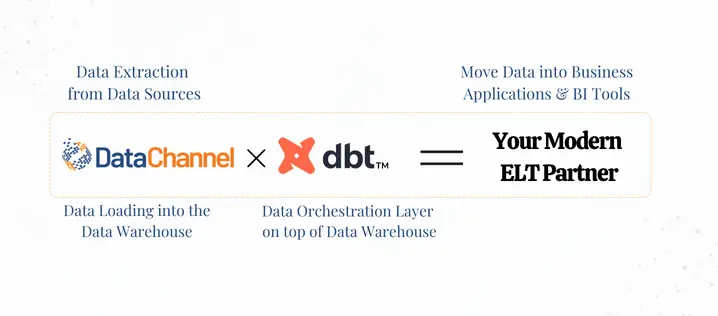 Data Extraction
from Data Sources
Move Data into Business
Applications & BI Tools
DataChannel × dbt™ = Your Modern
ELT Partner
Data Loading into the
Data Warehouse
Data Orchestration Layer
on top of Data Warehouse